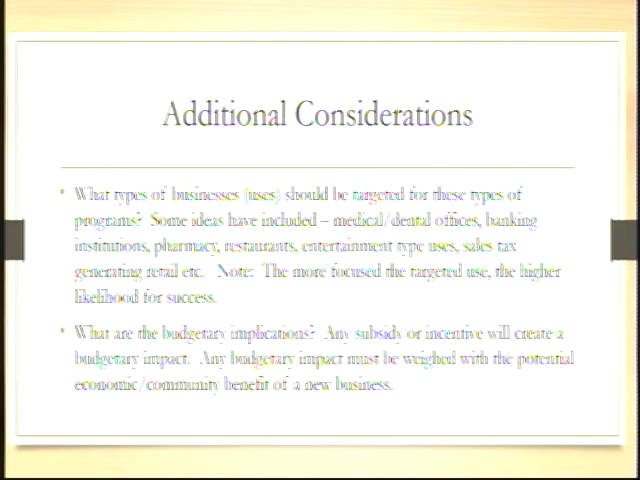 Additional Considerations
• What types of businesses (uses) should be targeted for these types of
programs? Some ideas have included – medical/dental offices, banking
institutions, pharmacy, restaurants, entertainment type uses, sales tax
generating retail etc. Note: The more focused the targeted use, the higher
likelihood for success.
• What are the budgetary implications? Any subsidy or incentive will create a
budgetary impact. Any budgetary impact must be weighed with the potential
economic/community benefit of a new business.